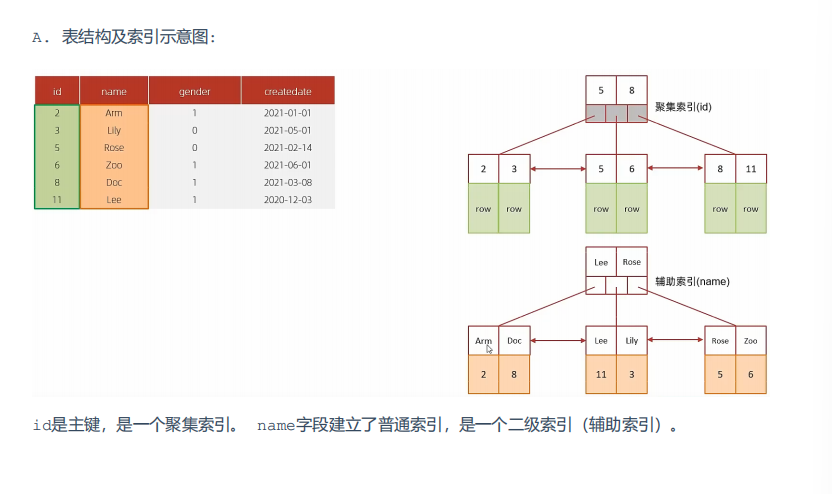 A. 表结构及索引示意图：
id name gender createdate
2 Arm 1 2021-01-01
3 Lily 0 2021-05-01
5 Rose 0 2021-02-14
6 Zoo 1 2021-06-01
8 Doc 1 2021-03-08
11 Lee 1 2020-12-03
5 8
聚集索引(id)
2 3 5 6 8 11
row row row row row row
Lee Rose
辅助索引(name)
Arm Doc Lee Lily Rose Zoo
2 8 11 3 5 6
id是主键，是一个聚集索引。 name字段建立了普通索引，是一个二级索引（辅助索引）。